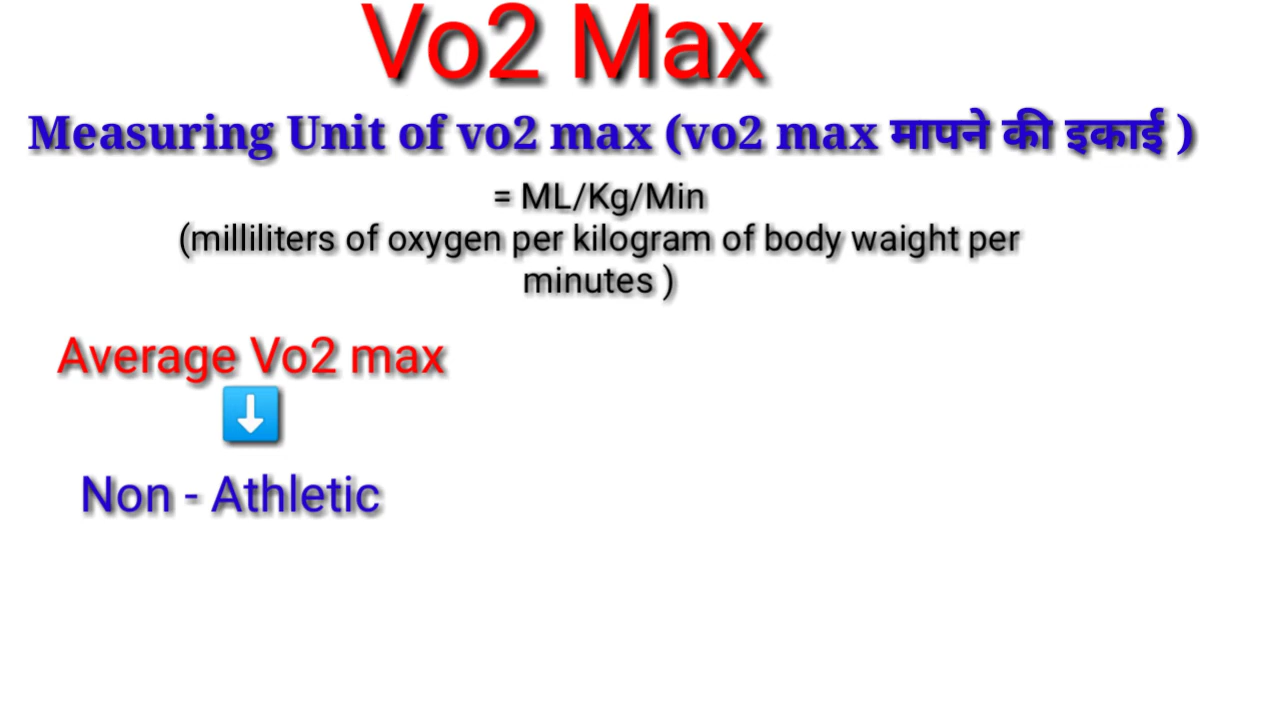 Vo2 Max
Measuring Unit of vo2 max (vo2 max मापने की इकाई )
= ML/Kg/Min
(milliliters of oxygen per kilogram of body waight per
minutes )
Average Vo2 max
⬇
Non - Athletic